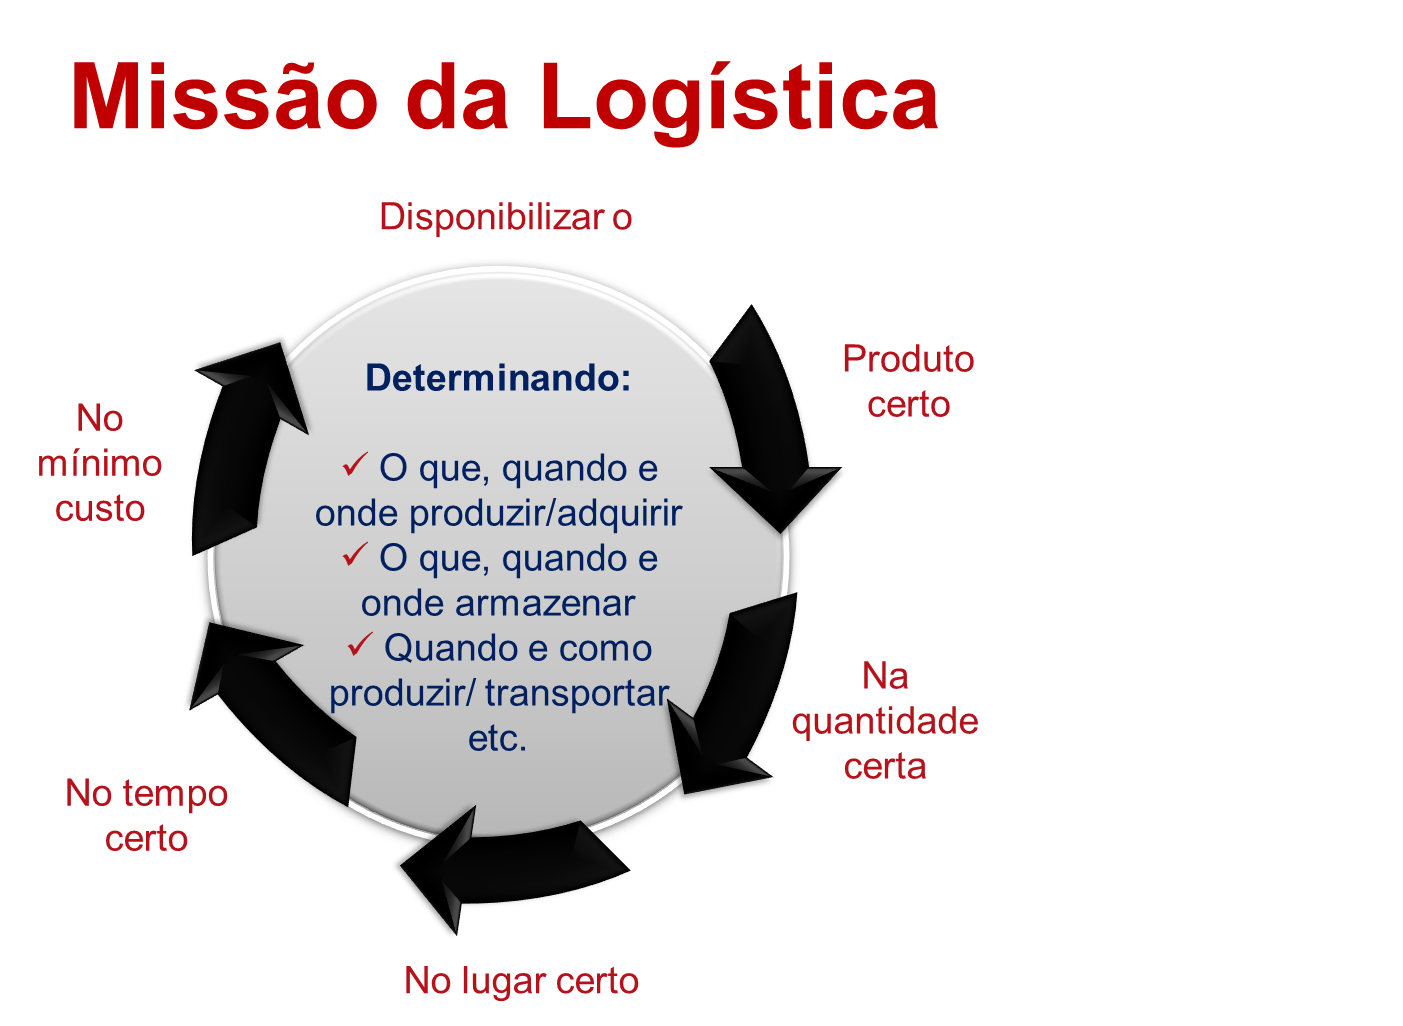 Missão da Logística
Disponibilizar o
Produto
certo
Na
quantidade
certa
No lugar certo
No tempo
certo
No
mínimo
custo
Determinando:
✓ O que, quando e
onde produzir/adquirir
✓ O que, quando e
onde armazenar
✓ Quando e como
produzir/ transportar
etc.